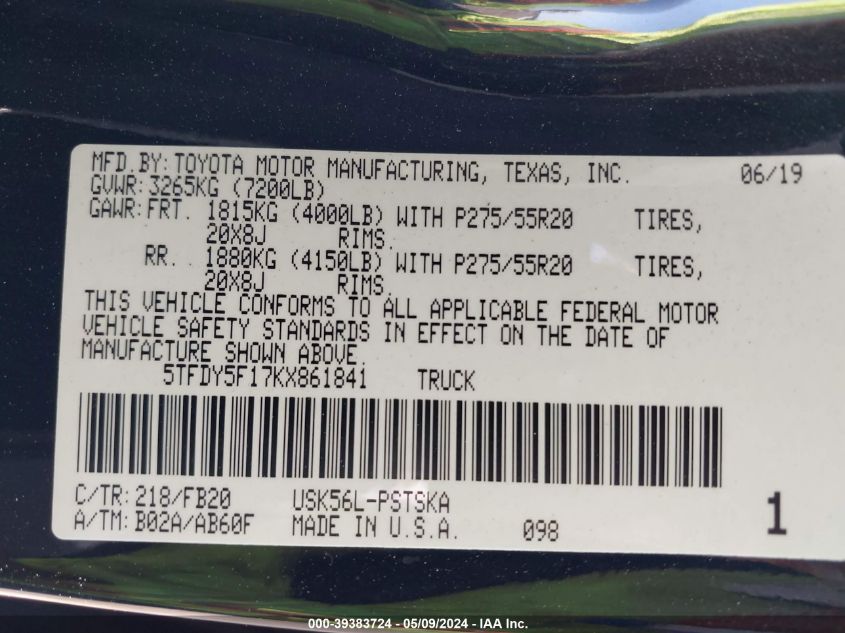 MFD. BY: TOYOTA MOTOR MANUFACTURING, TEXAS, INC. 06/19
GVWR: 3265KG (7200LB)
GAWR: FRT. 1815KG (4000LB) WITH P275/55R20 TIRES,
20X8J RIMS.
RR. 1880KG (4150LB) WITH P275/55R20 TIRES,
20X8J RIMS.
THIS VEHICLE CONFORMS TO ALL APPLICABLE FEDERAL MOTOR
VEHICLE SAFETY STANDARDS IN EFFECT ON THE DATE OF
MANUFACTURE SHOWN ABOVE.
5TFDY5F17KX861841 TRUCK
C/TR: 218/FB20 USK56L-PSTSKA
A/TM: B02A/AB60F MADE IN U.S.A. 098 1
000-39383724 - 05/09/2024 - IAA Inc.